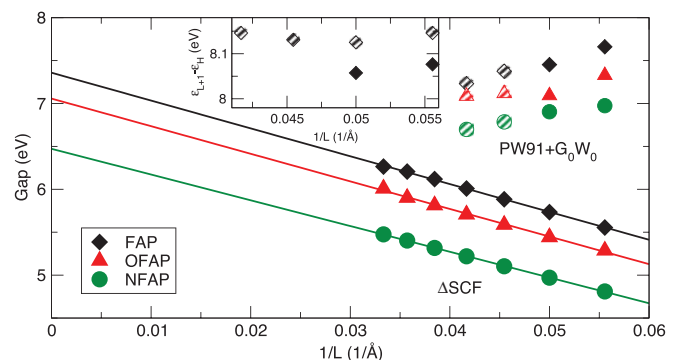 ε_{L+1}-ε_H (eV)
8.1
8
0.045
0.05
0.055
1/L (1/Å)
Gap (eV)
7
6
5
PW91+G₀W₀
FAP
OFAP
NFAP
ΔSCF
0
0.01
0.02
0.03
0.04
0.05
0.06
1/L (1/Å)